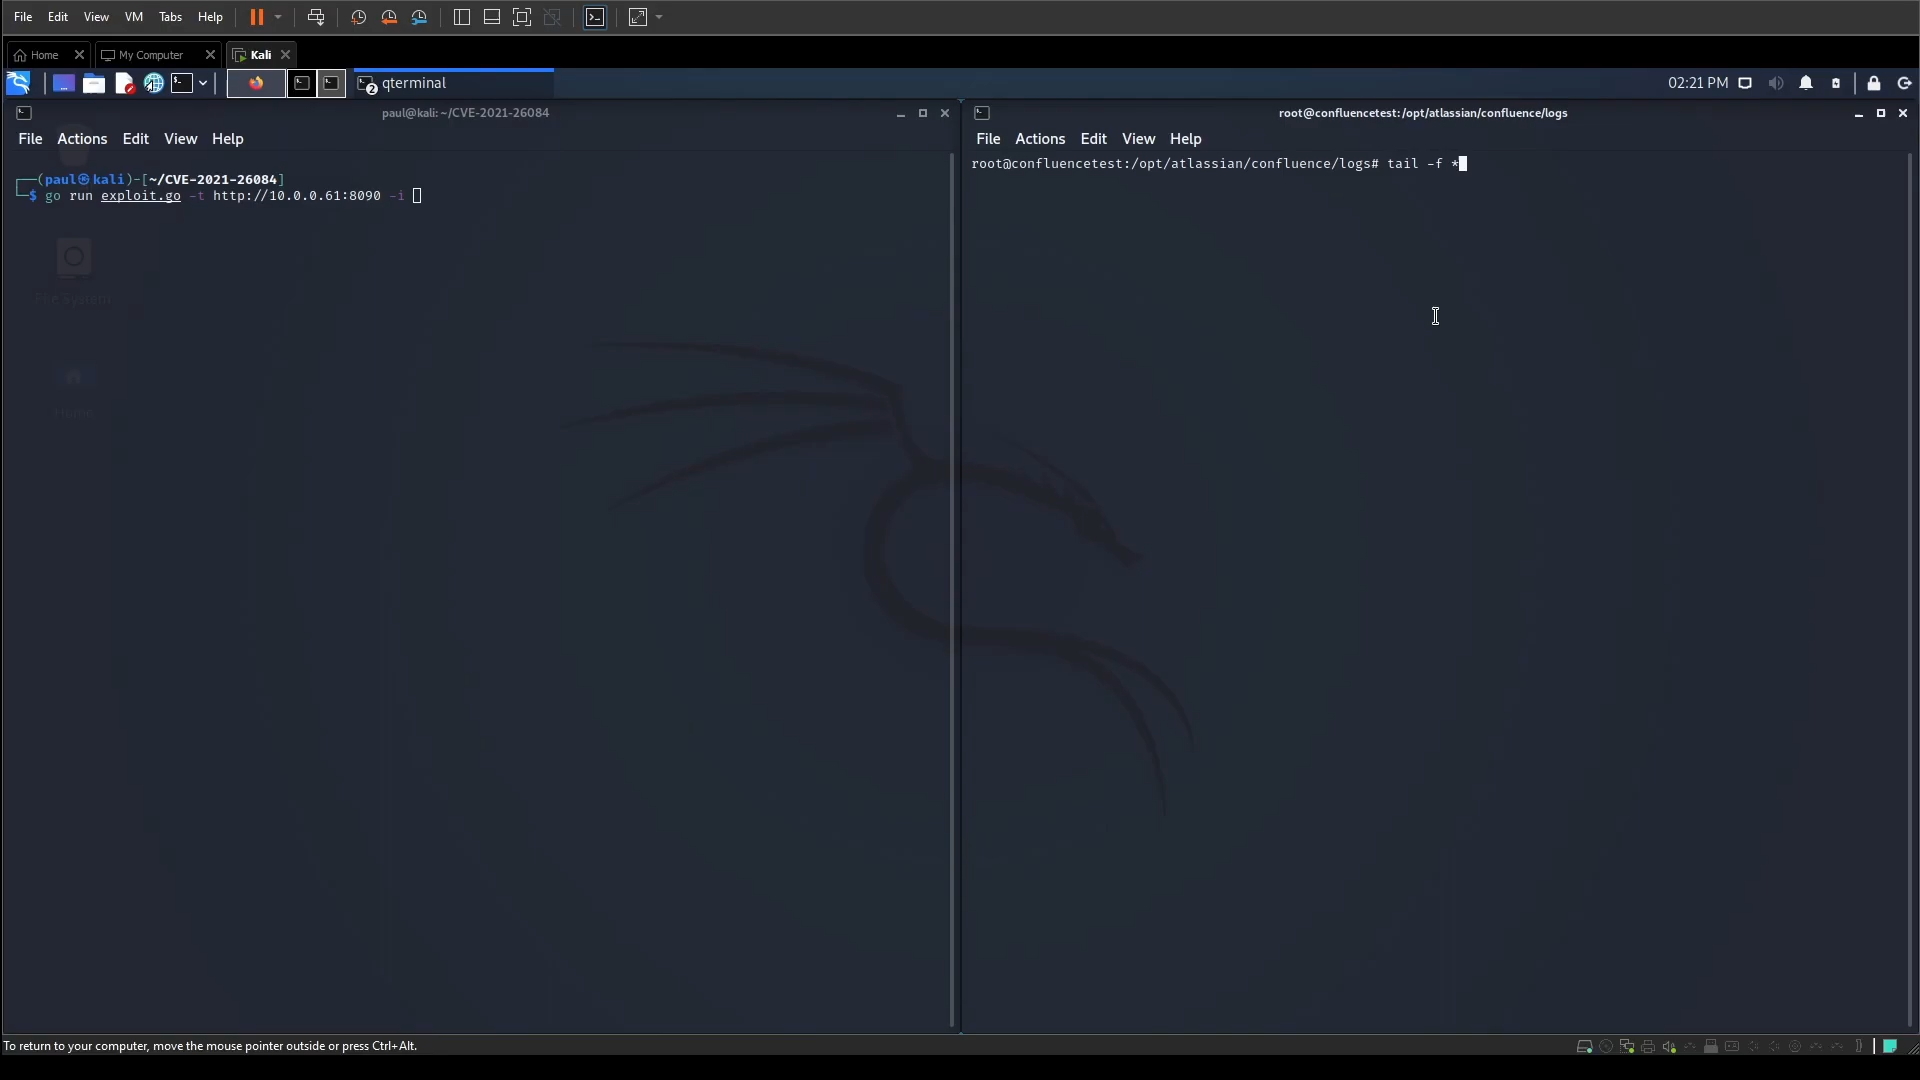 File Edit View VM Tabs Help
Home My Computer Kali
qterminal 02:21 PM
paul@kali: ~/CVE-2021-26084
File Actions Edit View Help
┌──(paul㉿kali)-[~/CVE-2021-26084]
└─$ go run exploit.go -t http://10.0.0.61:8090 -i
File System
Home
root@confluencetest:/opt/atlassian/confluence/logs
File Actions Edit View Help
root@confluencetest:/opt/atlassian/confluence/logs# tail -f *
To return to your computer, move the mouse pointer outside or press Ctrl+Alt.